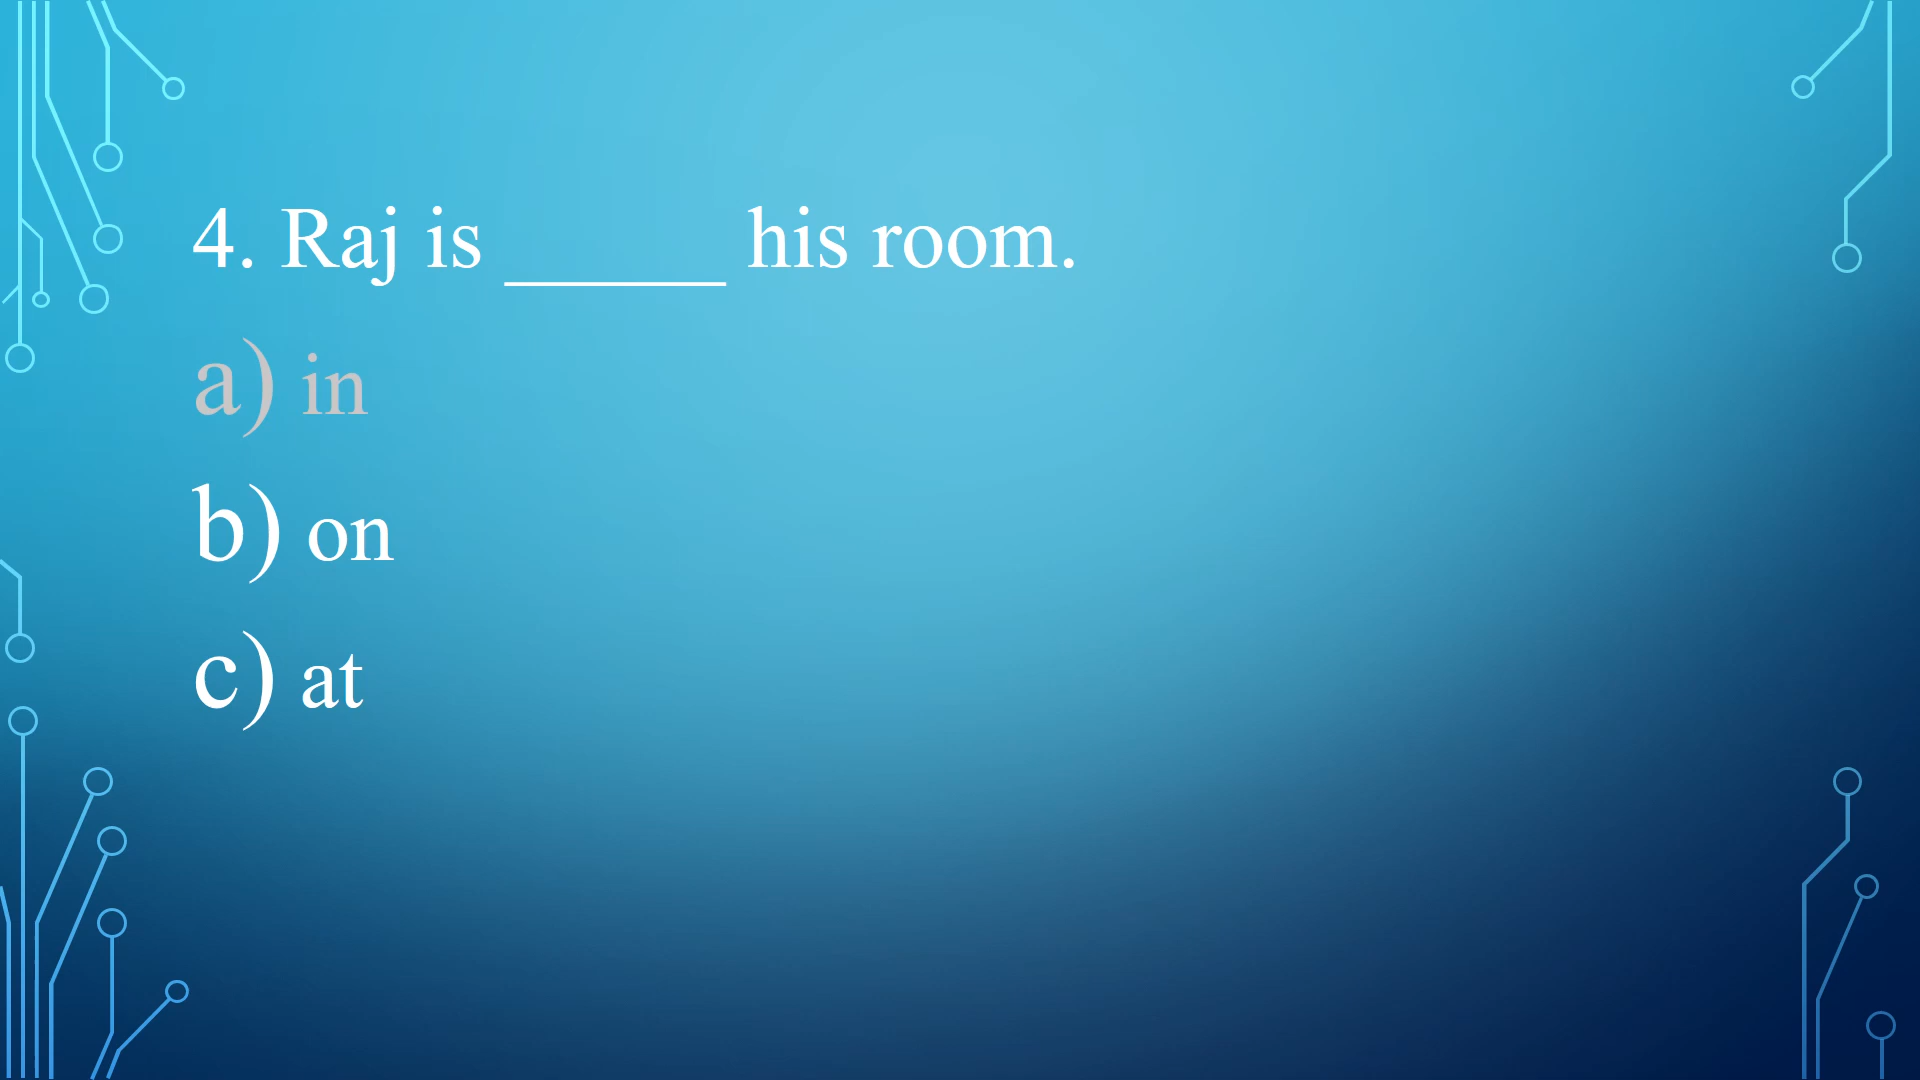 4. Raj is ______ his room.
a) in
b) on
c) at